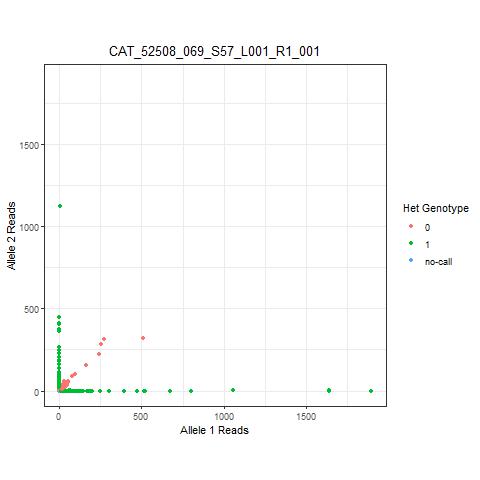 CAT_52508_069_S57_L001_R1_001
1500
1000
500
0
Allele 2 Reads
0 500 1000 1500
Allele 1 Reads
Het Genotype
0
1
no-call